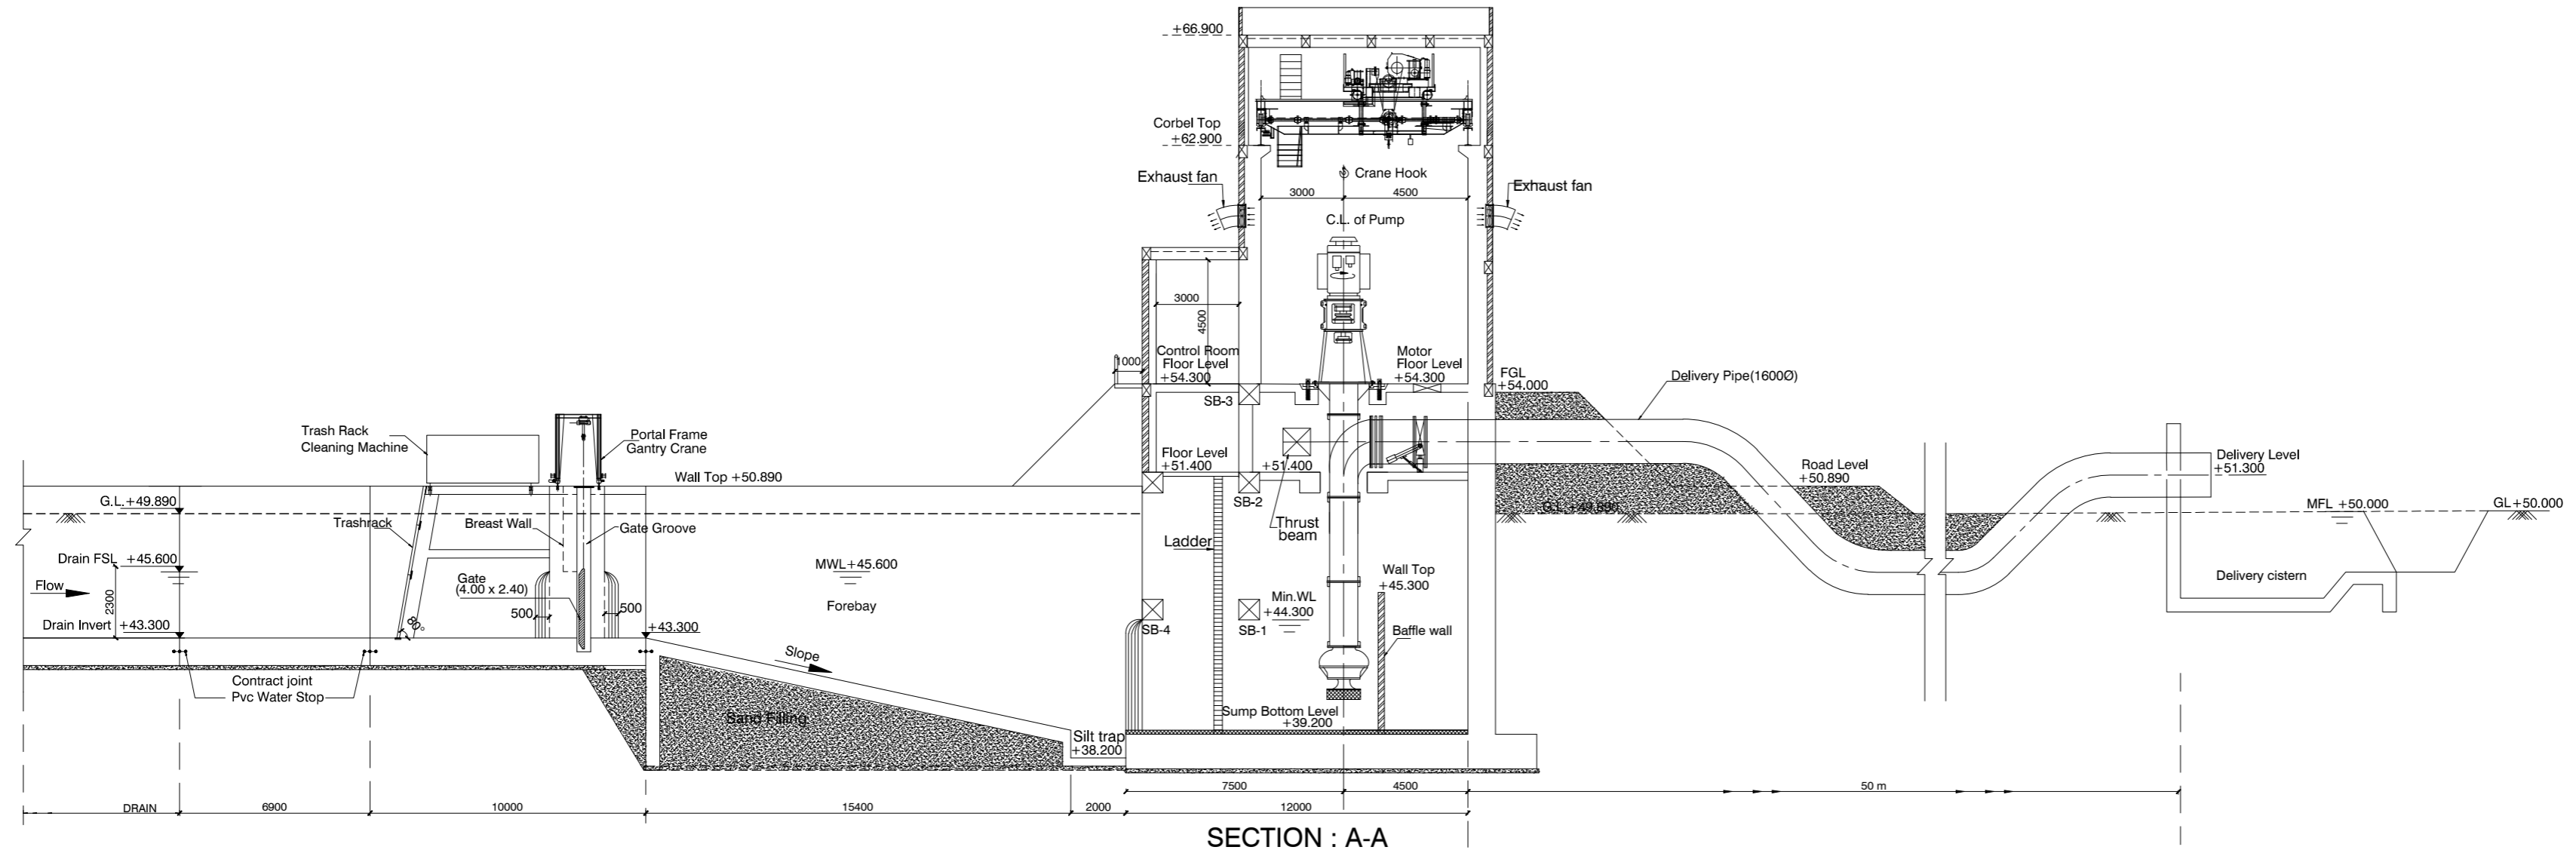 +66.900
Corbel Top
+62.900
Crane Hook
Exhaust fan
Exhaust fan
3000
4500
C.L. of Pump
3000
4500
1000
Control Room
Floor Level
+54.300
Motor
Floor Level
+54.300
FGL
+54.000
Delivery Pipe(1600Ø)
SB-3
Trash Rack
Cleaning Machine
Portal Frame
Gantry Crane
Floor Level
+51.400
+51.400
Delivery Level
+51.300
Road Level
+50.890
Wall Top +50.890
G.L.+49.890
SB-2
G.L.+49.890
MFL +50.000
GL+50.000
Trashrack
Breast Wall
Gate Groove
Thrust
beam
Ladder
Drain FSL +45.600
MWL+45.600
Wall Top
+45.300
Delivery cistern
Flow
2300
Gate
(4.00 x 2.40)
Forebay
Min.WL
+44.300
500
500
80°
Drain Invert +43.300
+43.300
SB-4
SB-1
Baffle wall
Slope
Contract joint
Pvc Water Stop
Sand Filling
Sump Bottom Level
+39.200
Silt trap
+38.200
7500
4500
50 m
DRAIN
6900
10000
15400
2000
12000
SECTION : A-A